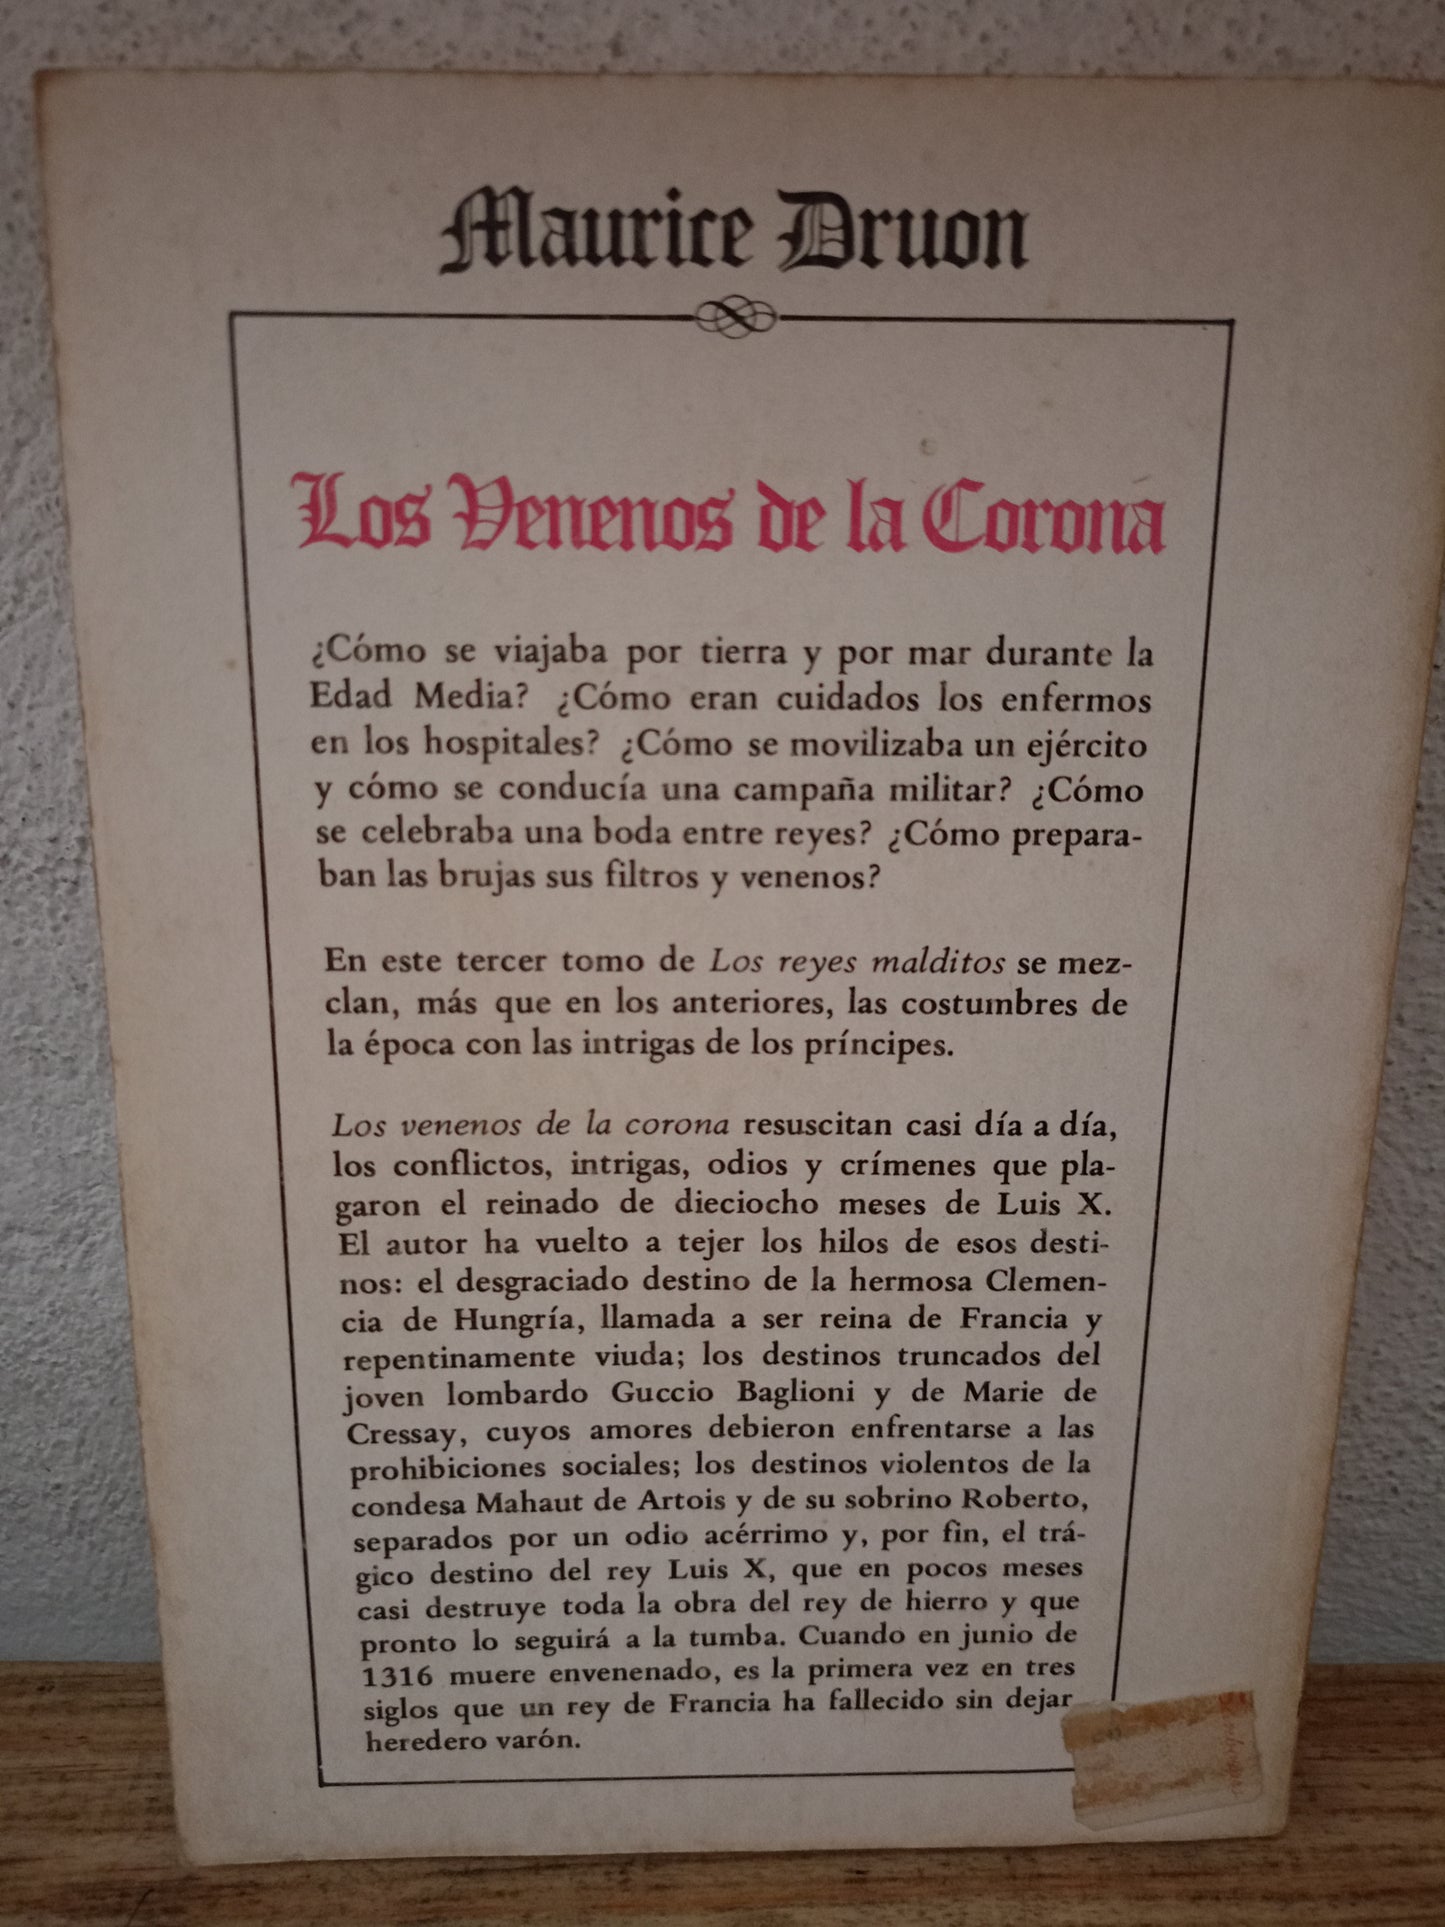 Maurice Druon
Los Venenos de la Corona
¿Cómo se viajaba por tierra y por mar durante la
Edad Media? ¿Cómo eran cuidados los enfermos
en los hospitales? ¿Cómo se movilizaba un ejército
y cómo se conducía una campaña militar? ¿Cómo
se celebraba una boda entre reyes? ¿Cómo prepara-
ban las brujas sus filtros y venenos?
En este tercer tomo de Los reyes malditos se mez-
clan, más que en los anteriores, las costumbres de
la época con las intrigas de los príncipes.
Los venenos de la corona resuscitan casi día a día,
los conflictos, intrigas, odios y crímenes que pla-
garon el reinado de dieciocho meses de Luis X.
El autor ha vuelto a tejer los hilos de esos desti-
nos: el desgraciado destino de la hermosa Clemen-
cia de Hungría, llamada a ser reina de Francia y
repentinamente viuda; los destinos truncados del
joven lombardo Guccio Baglioni y de Marie de
Cressay, cuyos amores debieron enfrentarse a las
prohibiciones sociales; los destinos violentos de la
condesa Mahaut de Artois y de su sobrino Roberto,
separados por un odio acérrimo y, por fin, el trá-
gico destino del rey Luis X, que en pocos meses
casi destruye toda la obra del rey de hierro y que
pronto lo seguirá a la tumba. Cuando en junio de
1316 muere envenenado, es la primera vez en tres
siglos que un rey de Francia ha fallecido sin dejar
heredero varón.